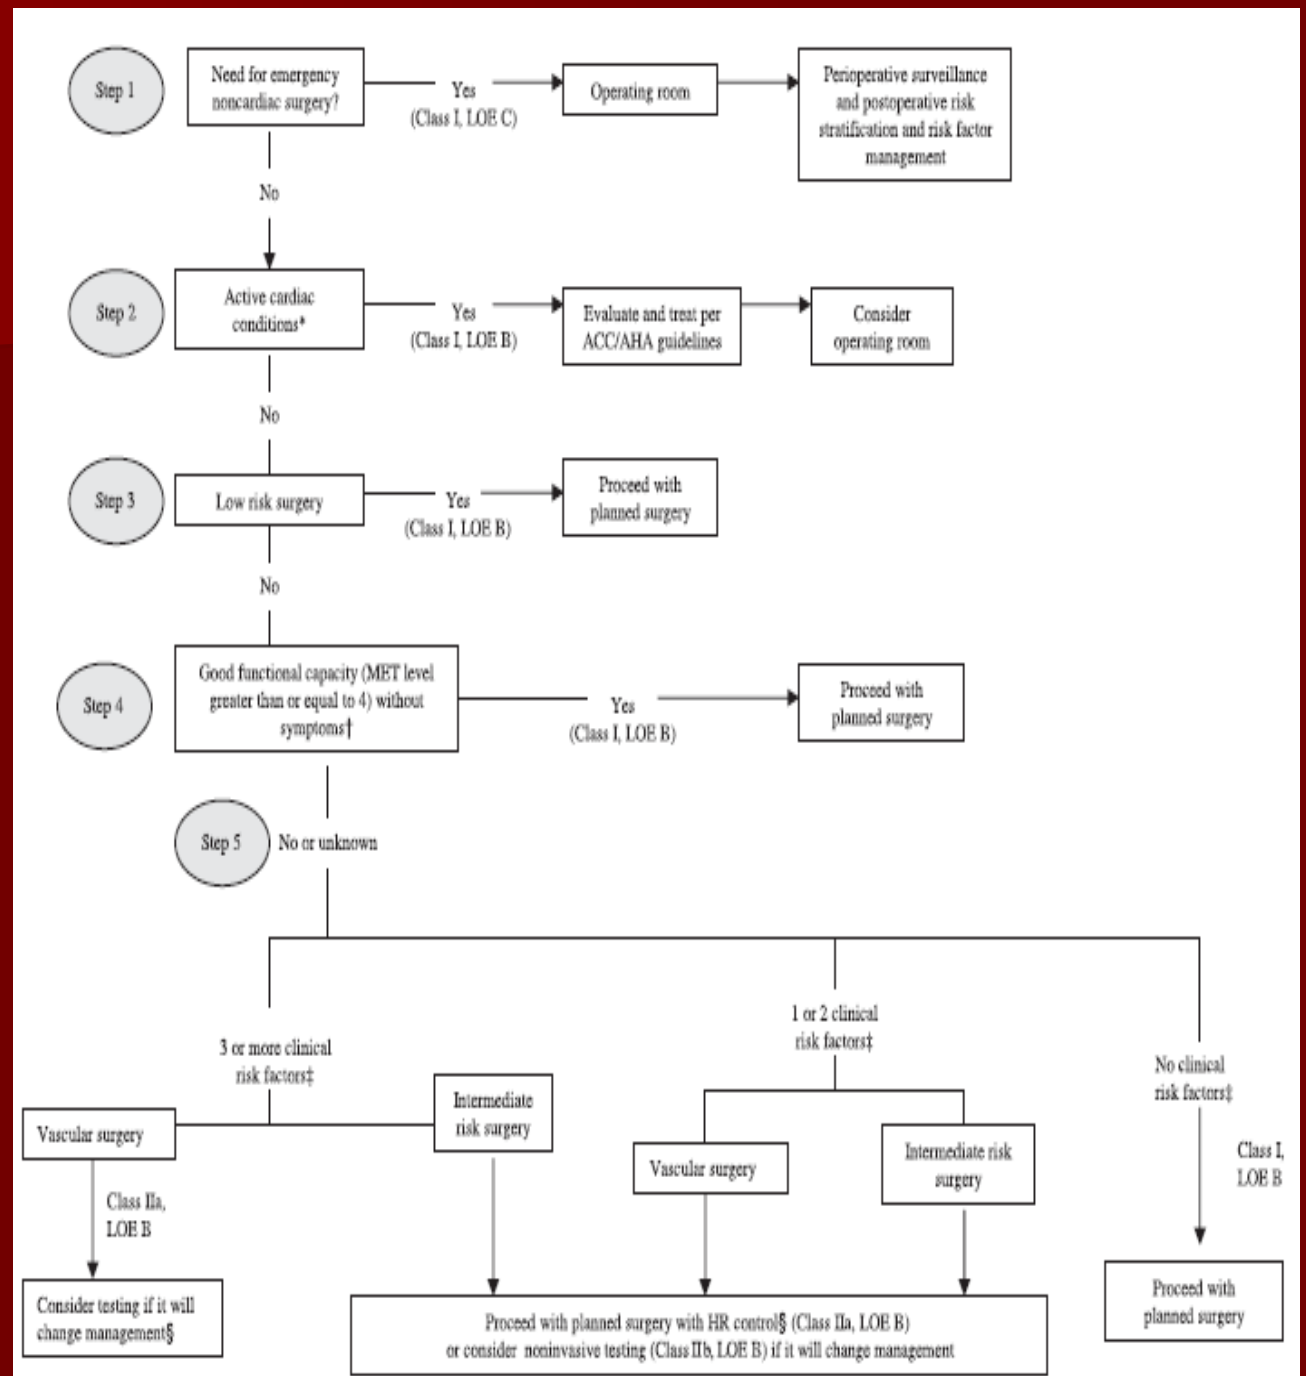 Step 1
Need for emergency
noncardiac surgery?
Yes
(Class I, LOE C)
Operating room
Perioperative surveillance
and postoperative risk
stratification and risk factor
management
No
Step 2
Active cardiac
conditions*
Yes
(Class I, LOE B)
Evaluate and treat per
ACC/AHA guidelines
Consider
operating room
No
Step 3
Low risk surgery
Yes
(Class I, LOE B)
Proceed with
planned surgery
No
Step 4
Good functional capacity (MET level
greater than or equal to 4) without
symptoms†
Yes
(Class I, LOE B)
Proceed with
planned surgery
Step 5
No or unknown
3 or more clinical
risk factors‡
1 or 2 clinical
risk factors‡
No clinical
risk factors‡
Vascular surgery
Intermediate
risk surgery
Vascular surgery
Intermediate risk
surgery
Class I,
LOE B
Class IIa,
LOE B
Consider testing if it will
change management§
Proceed with planned surgery with HR control§ (Class IIa, LOE B)
or consider noninvasive testing (Class IIb, LOE B) if it will change management
Proceed with
planned surgery